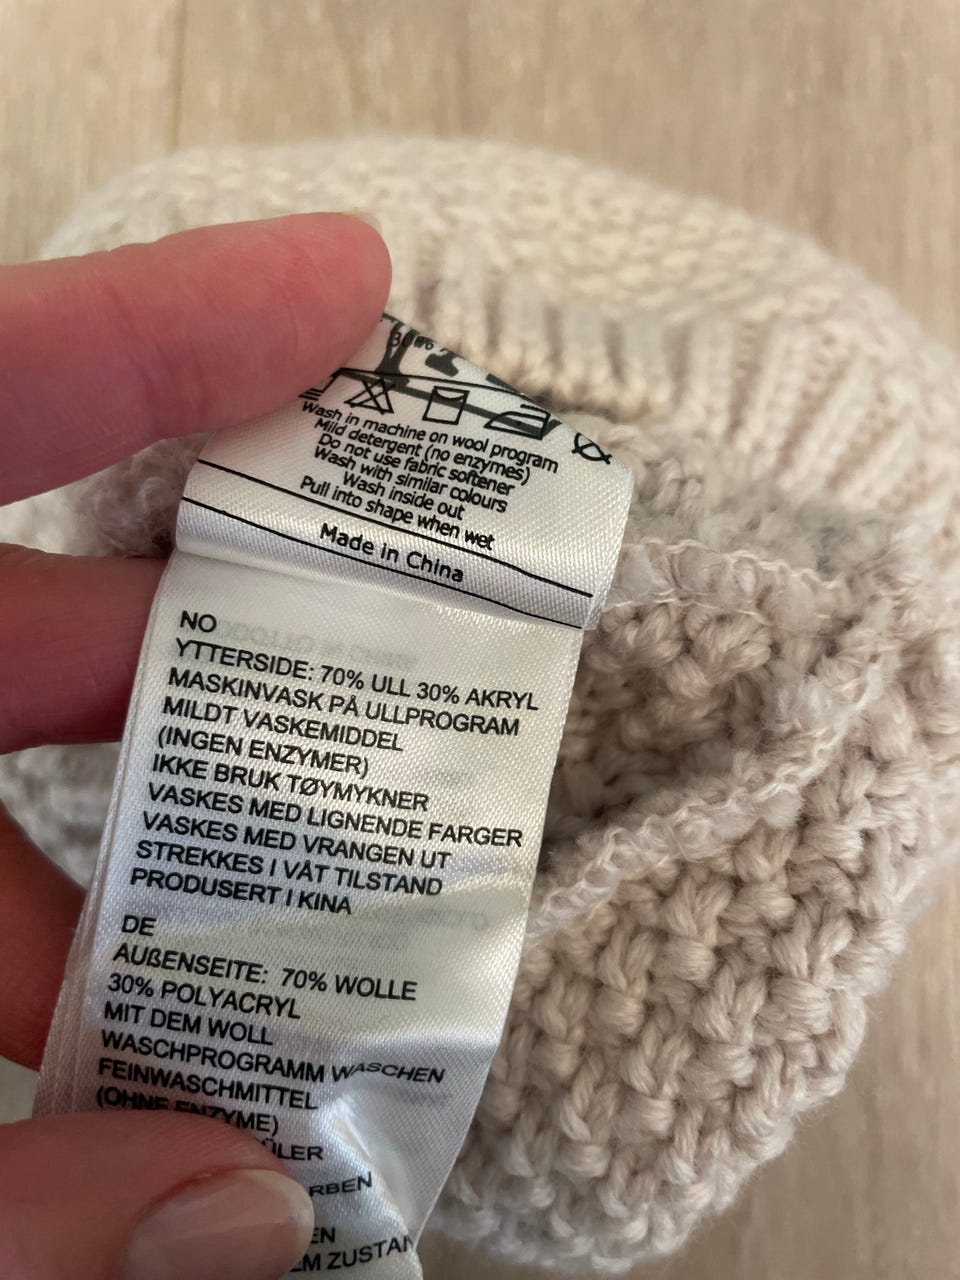 30%
Wash in machine on wool program
Mild detergent (no enzymes)
Do not use fabric softener
Wash with similar colours
Wash inside out
Pull into shape when wet
Made in China
NO
YTTERSIDE: 70% ULL 30% AKRYL
MASKINVASK PÅ ULLPROGRAM
MILDT VASKEMIDDEL
(INGEN ENZYMER)
IKKE BRUK TØYMYKNER
VASKES MED LIGNENDE FARGER
VASKES MED VRANGEN UT
STREKKES I VÅT TILSTAND
PRODUSERT I KINA
DE
AUßENSEITE: 70% WOLLE
30% POLYACRYL
MIT DEM WOLL
WASCHPROGRAMM WASCHEN
FEINWASCHMITTEL
(OHNE ENZYME)